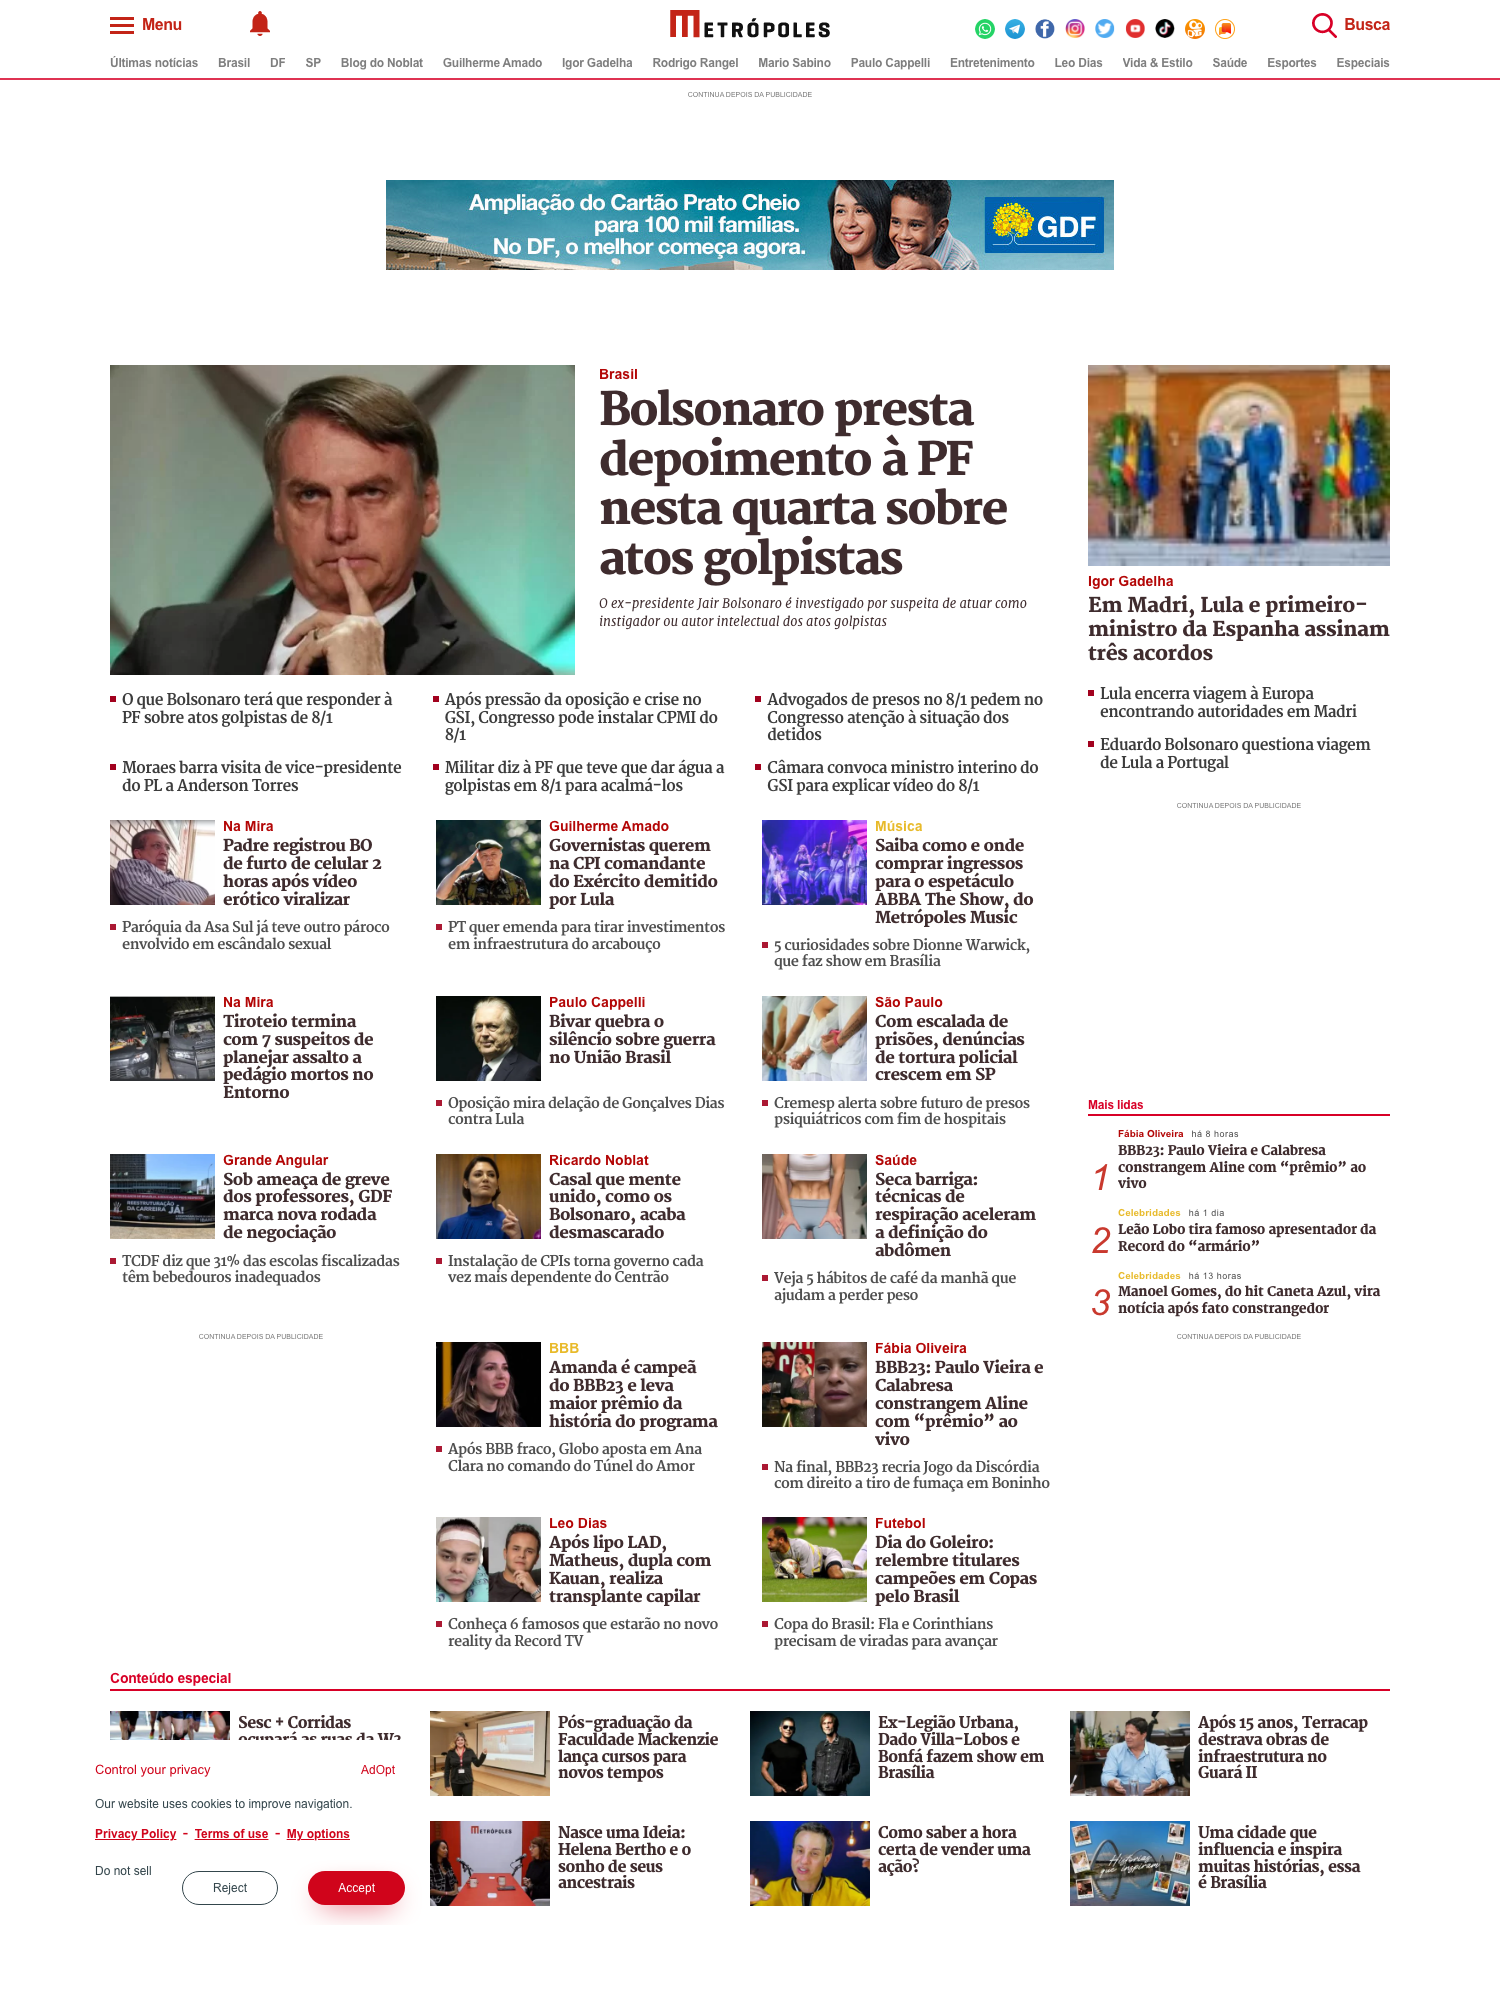 Menu
METRÓPOLES
Busca
Últimas notícias Brasil DF SP Blog do Noblat Guilherme Amado Igor Gadelha Rodrigo Rangel Mario Sabino Paulo Cappelli Entretenimento Leo Dias Vida & Estilo Saúde Esportes Especiais
CONTINUA DEPOIS DA PUBLICIDADE
Ampliação do Cartão Prato Cheio
para 100 mil famílias.
No DF, o melhor começa agora.
GDF
Brasil
Bolsonaro presta
depoimento à PF
nesta quarta sobre
atos golpistas
O ex-presidente Jair Bolsonaro é investigado por suspeita de atuar como
instigador ou autor intelectual dos atos golpistas
O que Bolsonaro terá que responder à
PF sobre atos golpistas de 8/1
Após pressão da oposição e crise no
GSI, Congresso pode instalar CPMI do
8/1
Advogados de presos no 8/1 pedem no
Congresso atenção à situação dos
detidos
Moraes barra visita de vice-presidente
do PL a Anderson Torres
Militar diz à PF que teve que dar água a
golpistas em 8/1 para acalmá-los
Câmara convoca ministro interino do
GSI para explicar vídeo do 8/1
Igor Gadelha
Em Madri, Lula e primeiro-
ministro da Espanha assinam
três acordos
Lula encerra viagem à Europa
encontrando autoridades em Madri
Eduardo Bolsonaro questiona viagem
de Lula a Portugal
CONTINUA DEPOIS DA PUBLICIDADE
Na Mira
Padre registrou BO
de furto de celular 2
horas após vídeo
erótico viralizar
Paróquia da Asa Sul já teve outro pároco
envolvido em escândalo sexual
Guilherme Amado
Governistas querem
na CPI comandante
do Exército demitido
por Lula
PT quer emenda para tirar investimentos
em infraestrutura do arcabouço
Música
Saiba como e onde
comprar ingressos
para o espetáculo
ABBA The Show, do
Metrópoles Music
5 curiosidades sobre Dionne Warwick,
que faz show em Brasília
Na Mira
Tiroteio termina
com 7 suspeitos de
planejar assalto a
pedágio mortos no
Entorno
Paulo Cappelli
Bivar quebra o
silêncio sobre guerra
no União Brasil
Oposição mira delação de Gonçalves Dias
contra Lula
São Paulo
Com escalada de
prisões, denúncias
de tortura policial
crescem em SP
Cremesp alerta sobre futuro de presos
psiquiátricos com fim de hospitais
Grande Angular
Sob ameaça de greve
dos professores, GDF
marca nova rodada
de negociação
REESTRUTURAÇÃO
DA CARREIRA JÁ!
TCDF diz que 31% das escolas fiscalizadas
têm bebedouros inadequados
Ricardo Noblat
Casal que mente
unido, como os
Bolsonaro, acaba
desmascarado
Instalação de CPIs torna governo cada
vez mais dependente do Centrão
Saúde
Seca barriga:
técnicas de
respiração aceleram
a definição do
abdômen
Veja 5 hábitos de café da manhã que
ajudam a perder peso
Mais lidas
Fábia Oliveira há 8 horas
1
BBB23: Paulo Vieira e Calabresa
constrangem Aline com “prêmio” ao
vivo
Celebridades há 1 dia
2
Leão Lobo tira famoso apresentador da
Record do “armário”
Celebridades há 13 horas
3
Manoel Gomes, do hit Caneta Azul, vira
notícia após fato constrangedor
CONTINUA DEPOIS DA PUBLICIDADE
CONTINUA DEPOIS DA PUBLICIDADE
BBB
Amanda é campeã
do BBB23 e leva
maior prêmio da
história do programa
Após BBB fraco, Globo aposta em Ana
Clara no comando do Túnel do Amor
Fábia Oliveira
BBB23: Paulo Vieira e
Calabresa
constrangem Aline
com “prêmio” ao
vivo
Na final, BBB23 recria Jogo da Discórdia
com direito a tiro de fumaça em Boninho
Leo Dias
Após lipo LAD,
Matheus, dupla com
Kauan, realiza
transplante capilar
Conheça 6 famosos que estarão no novo
reality da Record TV
Futebol
Dia do Goleiro:
relembre titulares
campeões em Copas
pelo Brasil
Copa do Brasil: Fla e Corinthians
precisam de viradas para avançar
Conteúdo especial
Sesc + Corridas
ocupará as ruas da W3
Pós-graduação da
Faculdade Mackenzie
lança cursos para
novos tempos
Ex-Legião Urbana,
Dado Villa-Lobos e
Bonfá fazem show em
Brasília
Após 15 anos, Terracap
destrava obras de
infraestrutura no
Guará II
METRÓPOLES
Nasce uma Ideia:
Helena Bertho e o
sonho de seus
ancestrais
Como saber a hora
certa de vender uma
ação?
Histórias
que inspiram
Uma cidade que
influencia e inspira
muitas histórias, essa
é Brasília
Control your privacy
AdOpt
Our website uses cookies to improve navigation.
Privacy Policy - Terms of use - My options
Do not sell
Reject
Accept